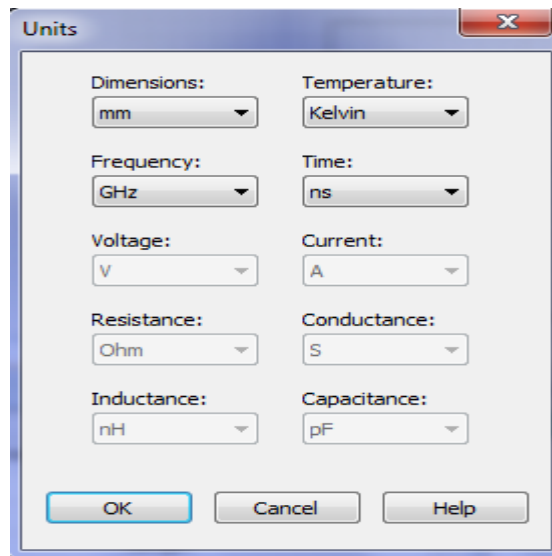 Units
Dimensions: Temperature:
mm Kelvin
Frequency: Time:
GHz ns
Voltage: Current:
V A
Resistance: Conductance:
Ohm S
Inductance: Capacitance:
nH pF
OK Cancel Help